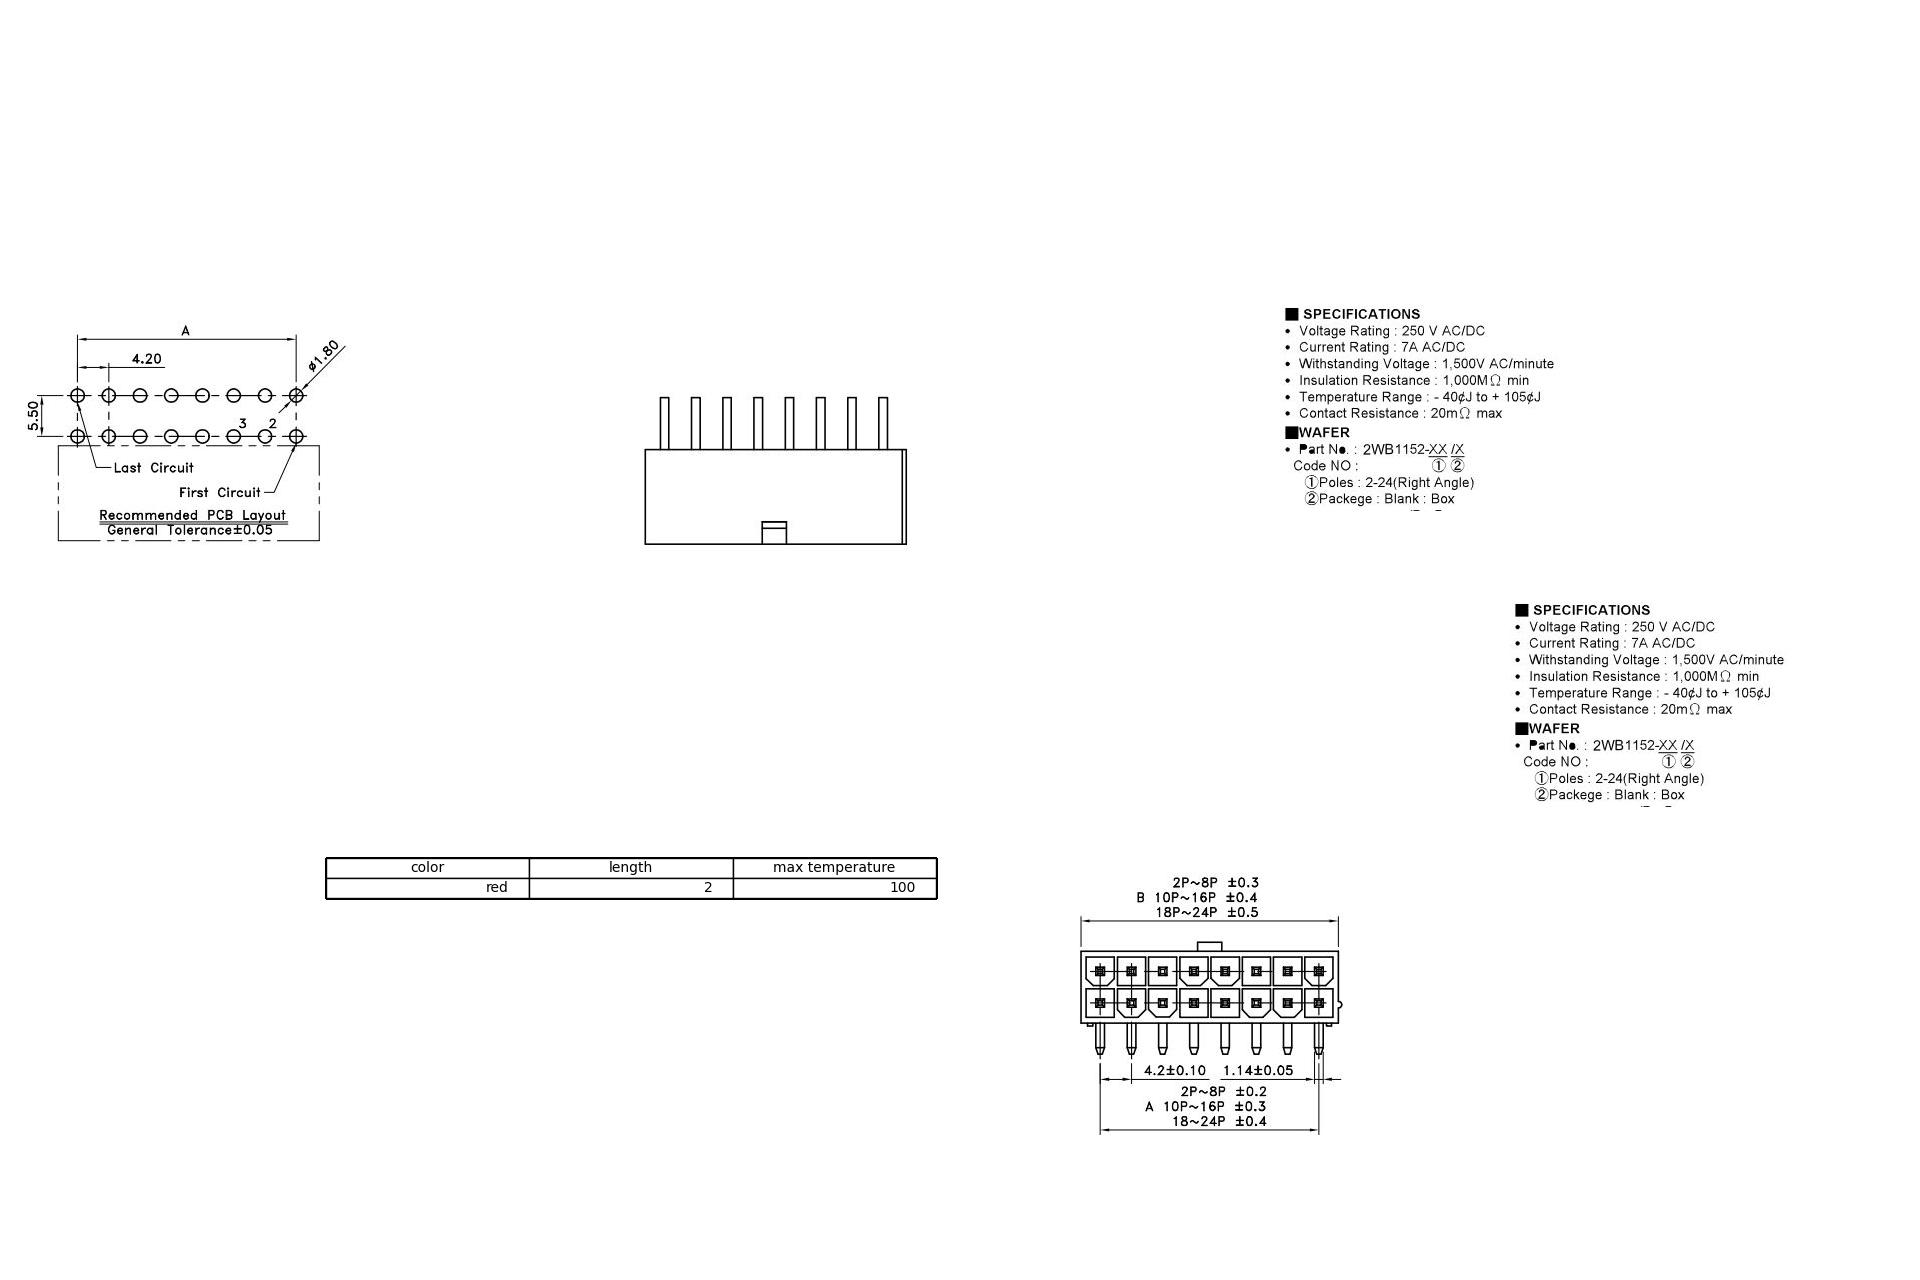 A
4.20
ø1.80
5.50
3 2
Last Circuit
First Circuit
Recommended PCB Layout
General Tolerance±0.05
■ SPECIFICATIONS
• Voltage Rating : 250 V AC/DC
• Current Rating : 7A AC/DC
• Withstanding Voltage : 1,500V AC/minute
• Insulation Resistance : 1,000MΩ min
• Temperature Range : - 40¢J to + 105¢J
• Contact Resistance : 20mΩ max
■WAFER
• Part No. : 2WB1152-XX /X
Code NO : ① ②
①Poles : 2-24(Right Angle)
②Packege : Blank : Box
■ SPECIFICATIONS
• Voltage Rating : 250 V AC/DC
• Current Rating : 7A AC/DC
• Withstanding Voltage : 1,500V AC/minute
• Insulation Resistance : 1,000MΩ min
• Temperature Range : - 40¢J to + 105¢J
• Contact Resistance : 20mΩ max
■WAFER
• Part No. : 2WB1152-XX /X
Code NO : ① ②
①Poles : 2-24(Right Angle)
②Packege : Blank : Box
color length max temperature
red 2 100
2P~8P ±0.3
B 10P~16P ±0.4
18P~24P ±0.5
4.2±0.10 1.14±0.05
2P~8P ±0.2
A 10P~16P ±0.3
18~24P ±0.4